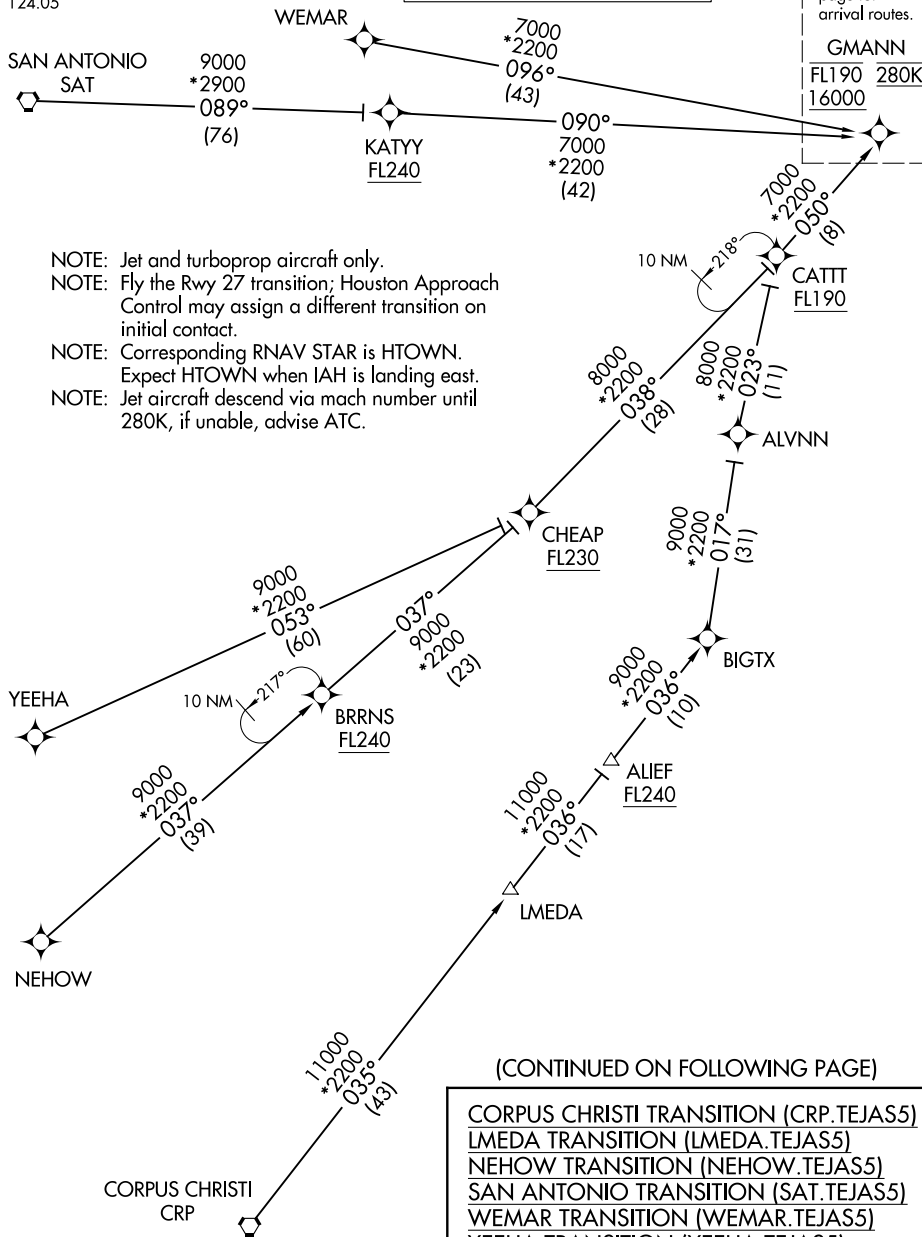 124.05
WEMAR
7000
*2200
096°
(43)
arrival routes.
GMANN
FL190 280K
16000
SAN ANTONIO
SAT
9000
*2900
089°
(76)
KATYY
FL240
090°
7000
*2200
(42)
7000
*2200
050°
(8)
NOTE: Jet and turboprop aircraft only.
NOTE: Fly the Rwy 27 transition; Houston Approach
Control may assign a different transition on
initial contact.
NOTE: Corresponding RNAV STAR is HTOWN.
Expect HTOWN when IAH is landing east.
NOTE: Jet aircraft descend via mach number until
280K, if unable, advise ATC.
10 NM
218°
CATTT
FL190
8000
*2200
038°
(28)
8000
*2200
023°
(11)
ALVNN
CHEAP
FL230
9000
*2200
017°
(31)
9000
*2200
053°
(60)
037°
9000
*2200
(23)
BIGTX
YEEHA
10 NM
217°
BRRNS
FL240
9000
*2200
036°
(10)
9000
*2200
037°
(39)
ALIEF
FL240
11000
*2200
036°
(17)
LMEDA
NEHOW
11000
*2200
035°
(43)
CORPUS CHRISTI
CRP
(CONTINUED ON FOLLOWING PAGE)
CORPUS CHRISTI TRANSITION (CRP.TEJAS5)
LMEDA TRANSITION (LMEDA.TEJAS5)
NEHOW TRANSITION (NEHOW.TEJAS5)
SAN ANTONIO TRANSITION (SAT.TEJAS5)
WEMAR TRANSITION (WEMAR.TEJAS5)
YEEHA TRANSITION (YEEHA.TEJAS5)